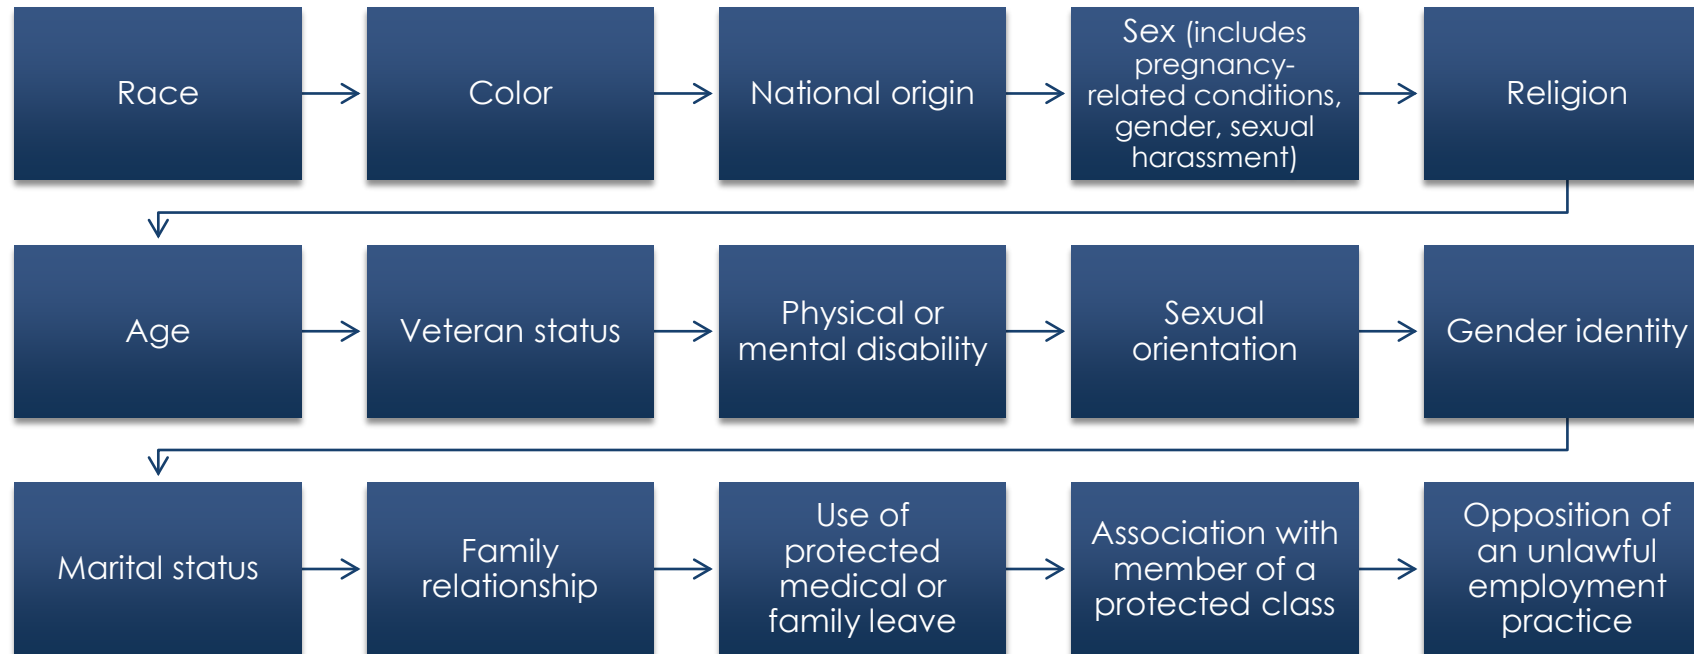 Race
Color
National origin
Sex (includes
pregnancy-
related conditions,
gender, sexual
harassment)
Religion
Age
Veteran status
Physical or
mental disability
Sexual
orientation
Gender identity
Marital status
Family
relationship
Use of
protected
medical or
family leave
Association with
member of a
protected class
Opposition of
an unlawful
employment
practice